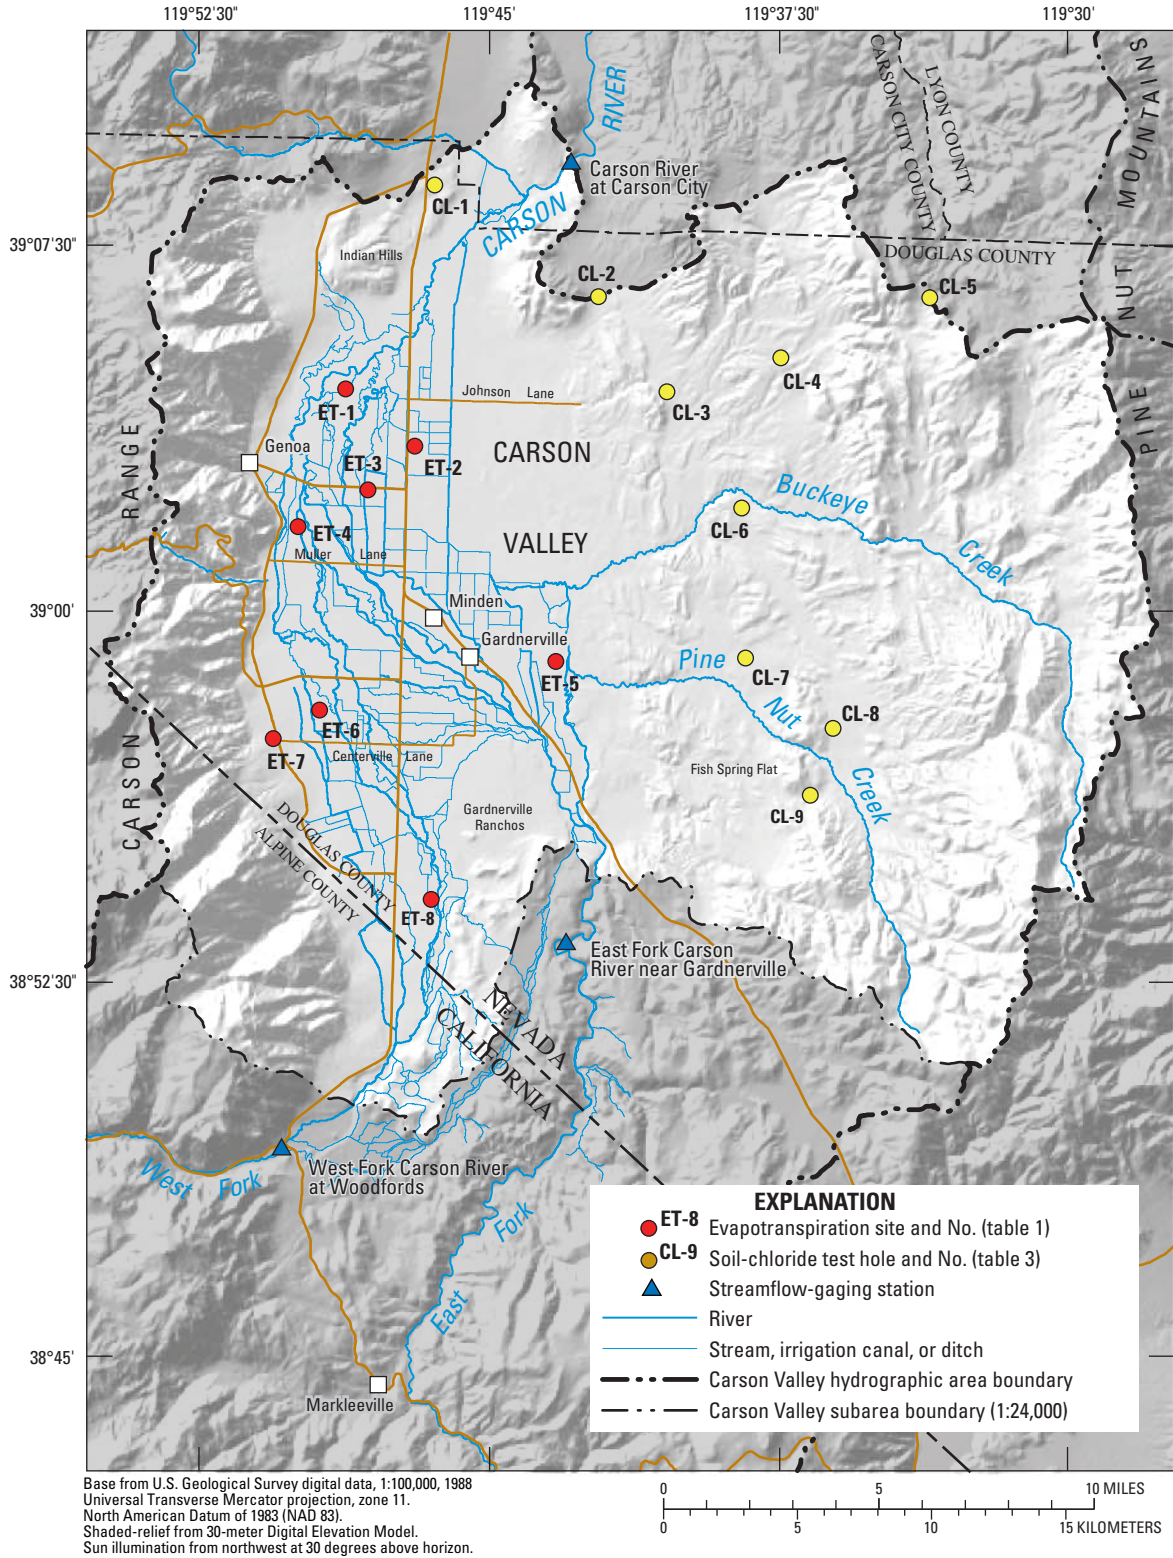 119°52'30"
119°45'
119°37'30"
119°30'
39°07'30"
39°00'
38°52'30"
38°45'
RIVER
CARSON
Carson River
at Carson City
CARSON CITY COUNTY
LYON COUNTY
DOUGLAS COUNTY
PINE NUT MOUNTAINS
CL-1
Indian Hills
CL-2
CL-5
CL-4
CL-3
Johnson Lane
ET-1
Genoa
ET-3
ET-2
CARSON
VALLEY
ET-4
Muller Lane
Buckeye
Creek
CL-6
CARSON RANGE
Minden
Gardnerville
ET-5
Pine
Nut
Creek
CL-7
CL-8
CL-9
Fish Spring Flat
ET-6
ET-7
Centerville Lane
Gardnerville
Ranchos
DOUGLAS COUNTY
ALPINE COUNTY
ET-8
East Fork Carson
River near Gardnerville
NEVADA
CALIFORNIA
West Fork
West Fork Carson River
at Woodfords
East Fork
Markleeville
EXPLANATION
ET-8 Evapotranspiration site and No. (table 1)
CL-9 Soil-chloride test hole and No. (table 3)
Streamflow-gaging station
River
Stream, irrigation canal, or ditch
Carson Valley hydrographic area boundary
Carson Valley subarea boundary (1:24,000)
Base from U.S. Geological Survey digital data, 1:100,000, 1988
Universal Transverse Mercator projection, zone 11.
North American Datum of 1983 (NAD 83).
Shaded-relief from 30-meter Digital Elevation Model.
Sun illumination from northwest at 30 degrees above horizon.
0 5 10 MILES
0 5 10 15 KILOMETERS